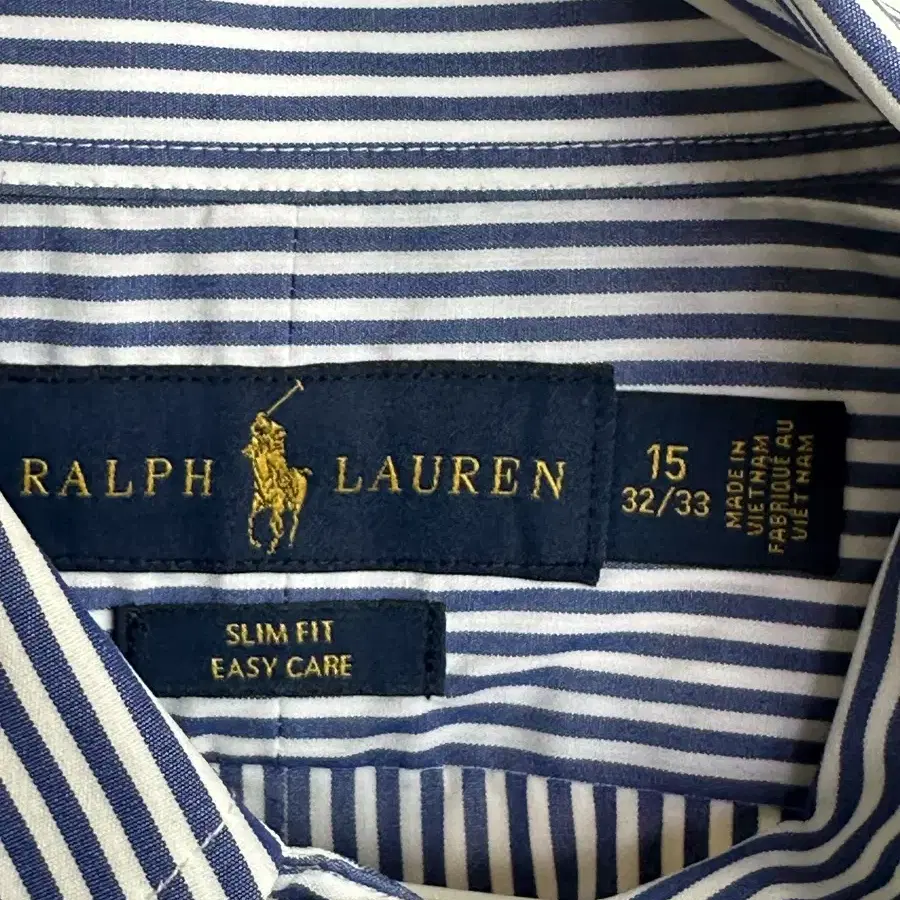 RALPH LAUREN
15
32/33
MADE IN
VIETNAM
FABRIQUÉ AU
VIÊT NAM
SLIM FIT
EASY CARE